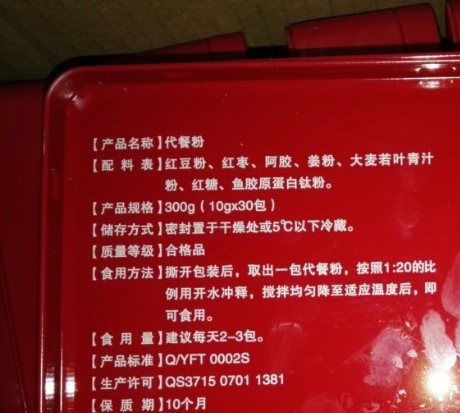 【产品名称】代餐粉
【配 料 表】红豆粉、红枣、阿胶、姜粉、大麦若叶青汁
粉、红糖、鱼胶原蛋白钛粉。
【产品规格】300g（10gx30包）
【储存方式】密封置于干燥处或5℃以下冷藏。
【质量等级】合格品
【食用方法】撕开包装后，取出一包代餐粉，按照1:20的比
例用开水冲释，搅拌均匀降至适应温度后，即
可食用。
【食 用 量】建议每天2-3包。
【产品标准】Q/YFT 0002S
【生产许可】QS3715 0701 1381
【保 质 期】10个月